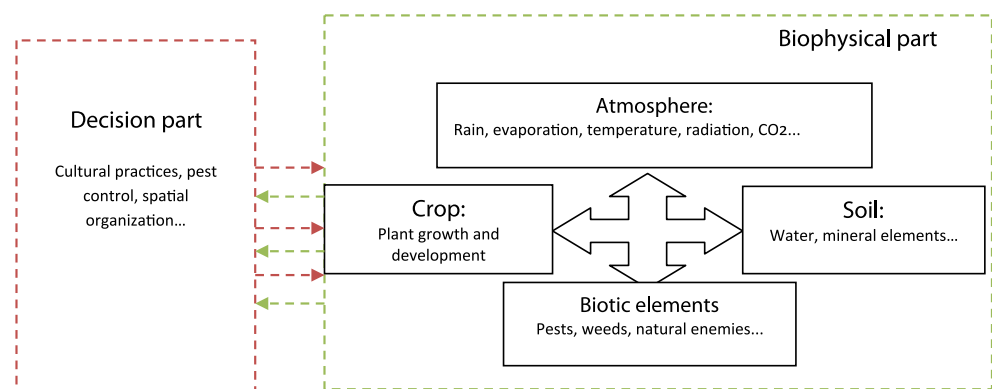 Biophysical part
Decision part
Cultural practices, pest
control, spatial
organization...
Atmosphere:
Rain, evaporation, temperature, radiation, CO2...
Crop:
Plant growth and
development
Soil:
Water, mineral elements...
Biotic elements
Pests, weeds, natural enemies...